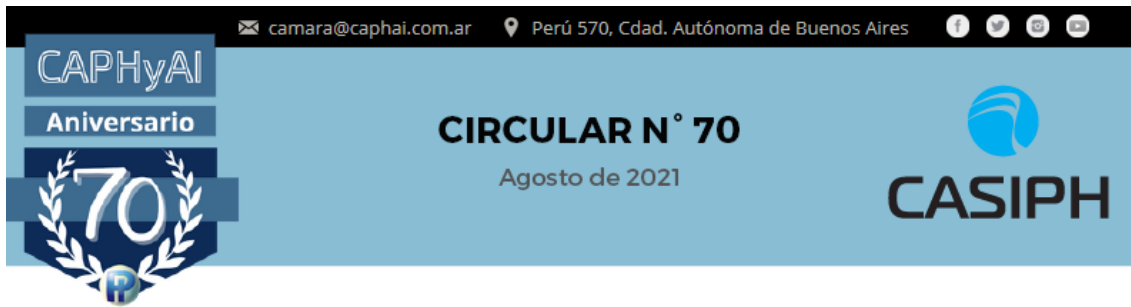 camara@caphai.com.ar Perú 570, Cdad. Autónoma de Buenos Aires
CAPHyAI
Aniversario
70
CIRCULAR N° 70
Agosto de 2021
CASIPH